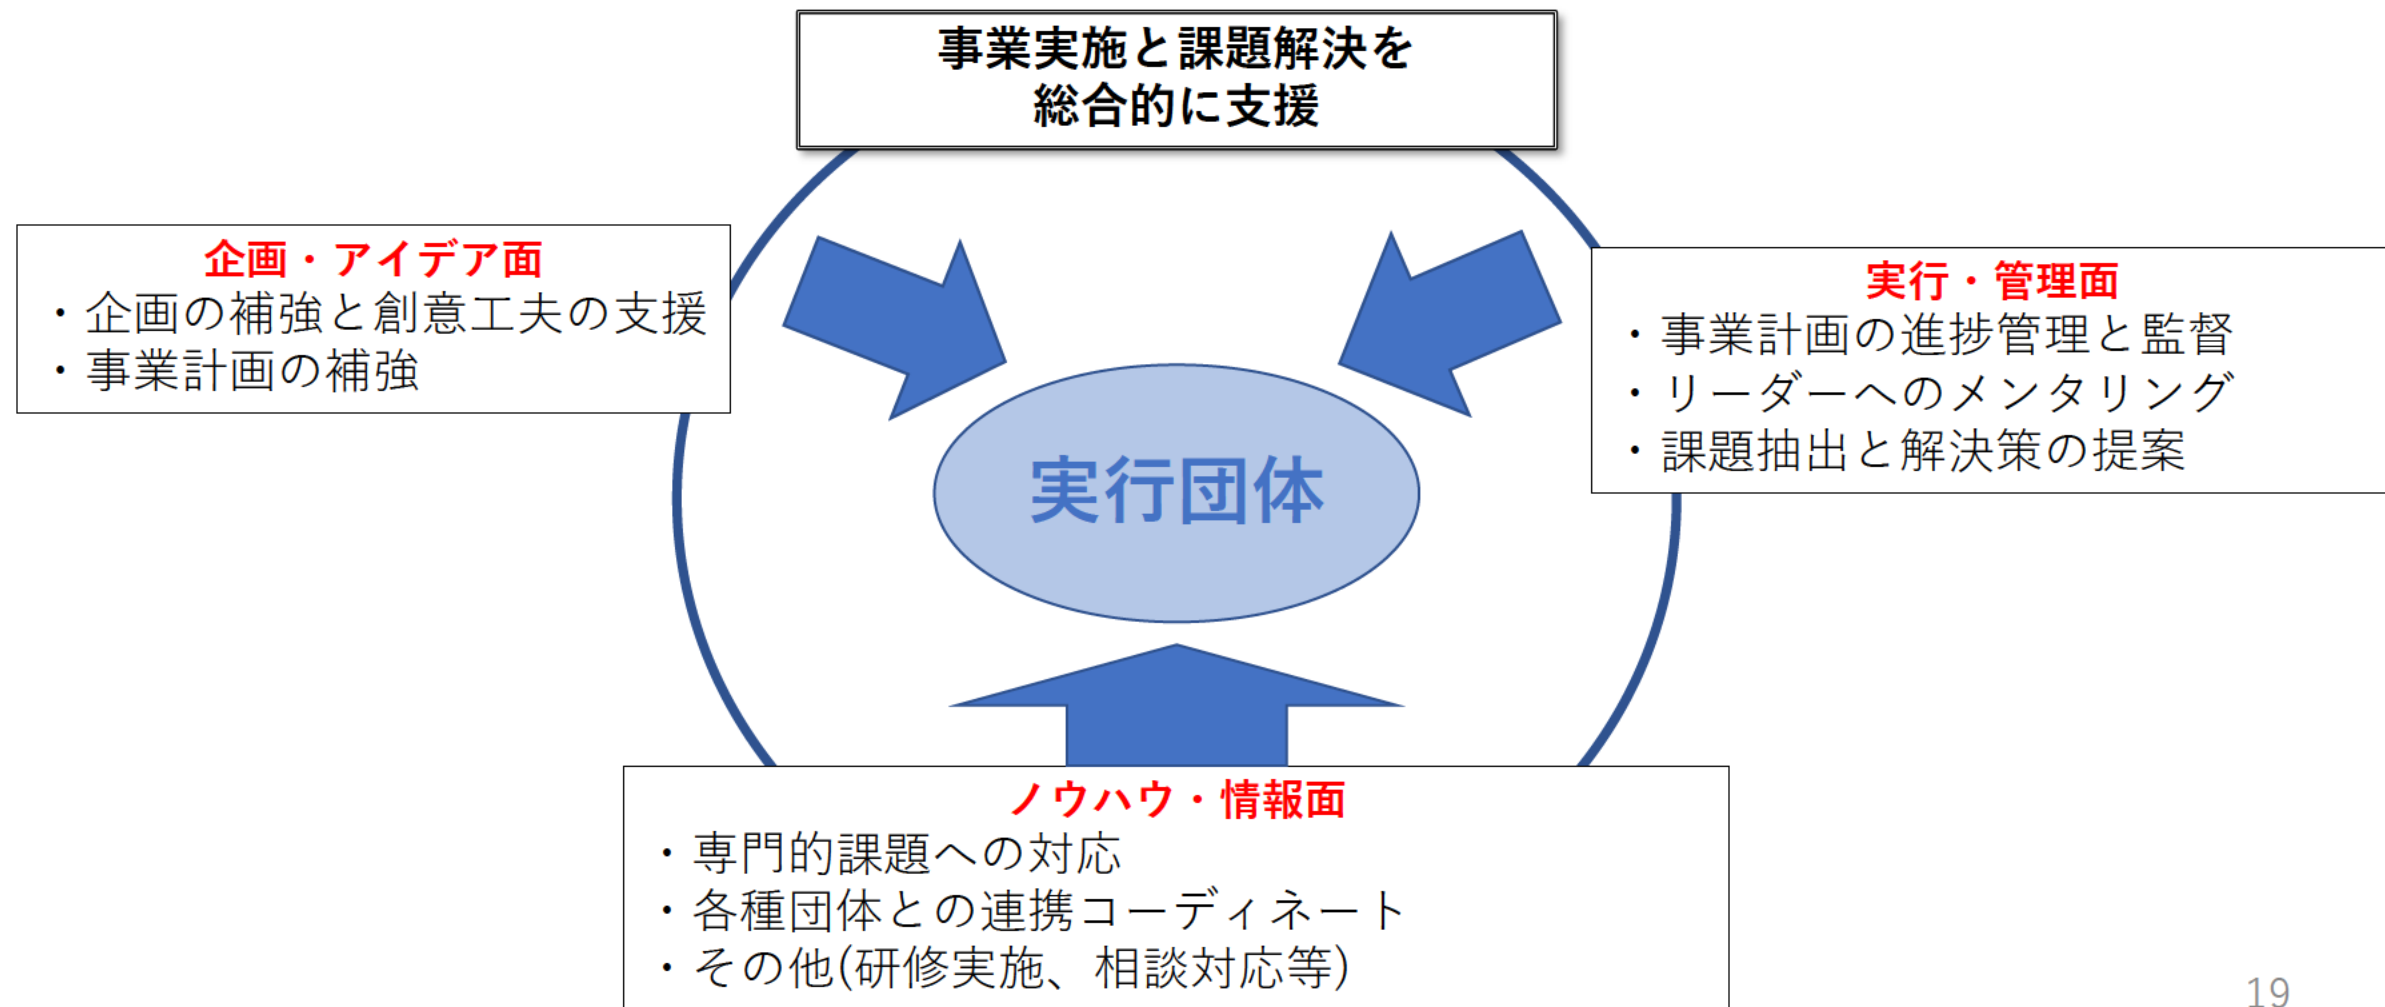 事業実施と課題解決を
総合的に支援
企画・アイデア面
・企画の補強と創意工夫の支援
・事業計画の補強
実行・管理面
・事業計画の進捗管理と監督
・リーダーへのメンタリング
・課題抽出と解決策の提案
実行団体
ノウハウ・情報面
・専門的課題への対応
・各種団体との連携コーディネート
・その他(研修実施、相談対応等)
19